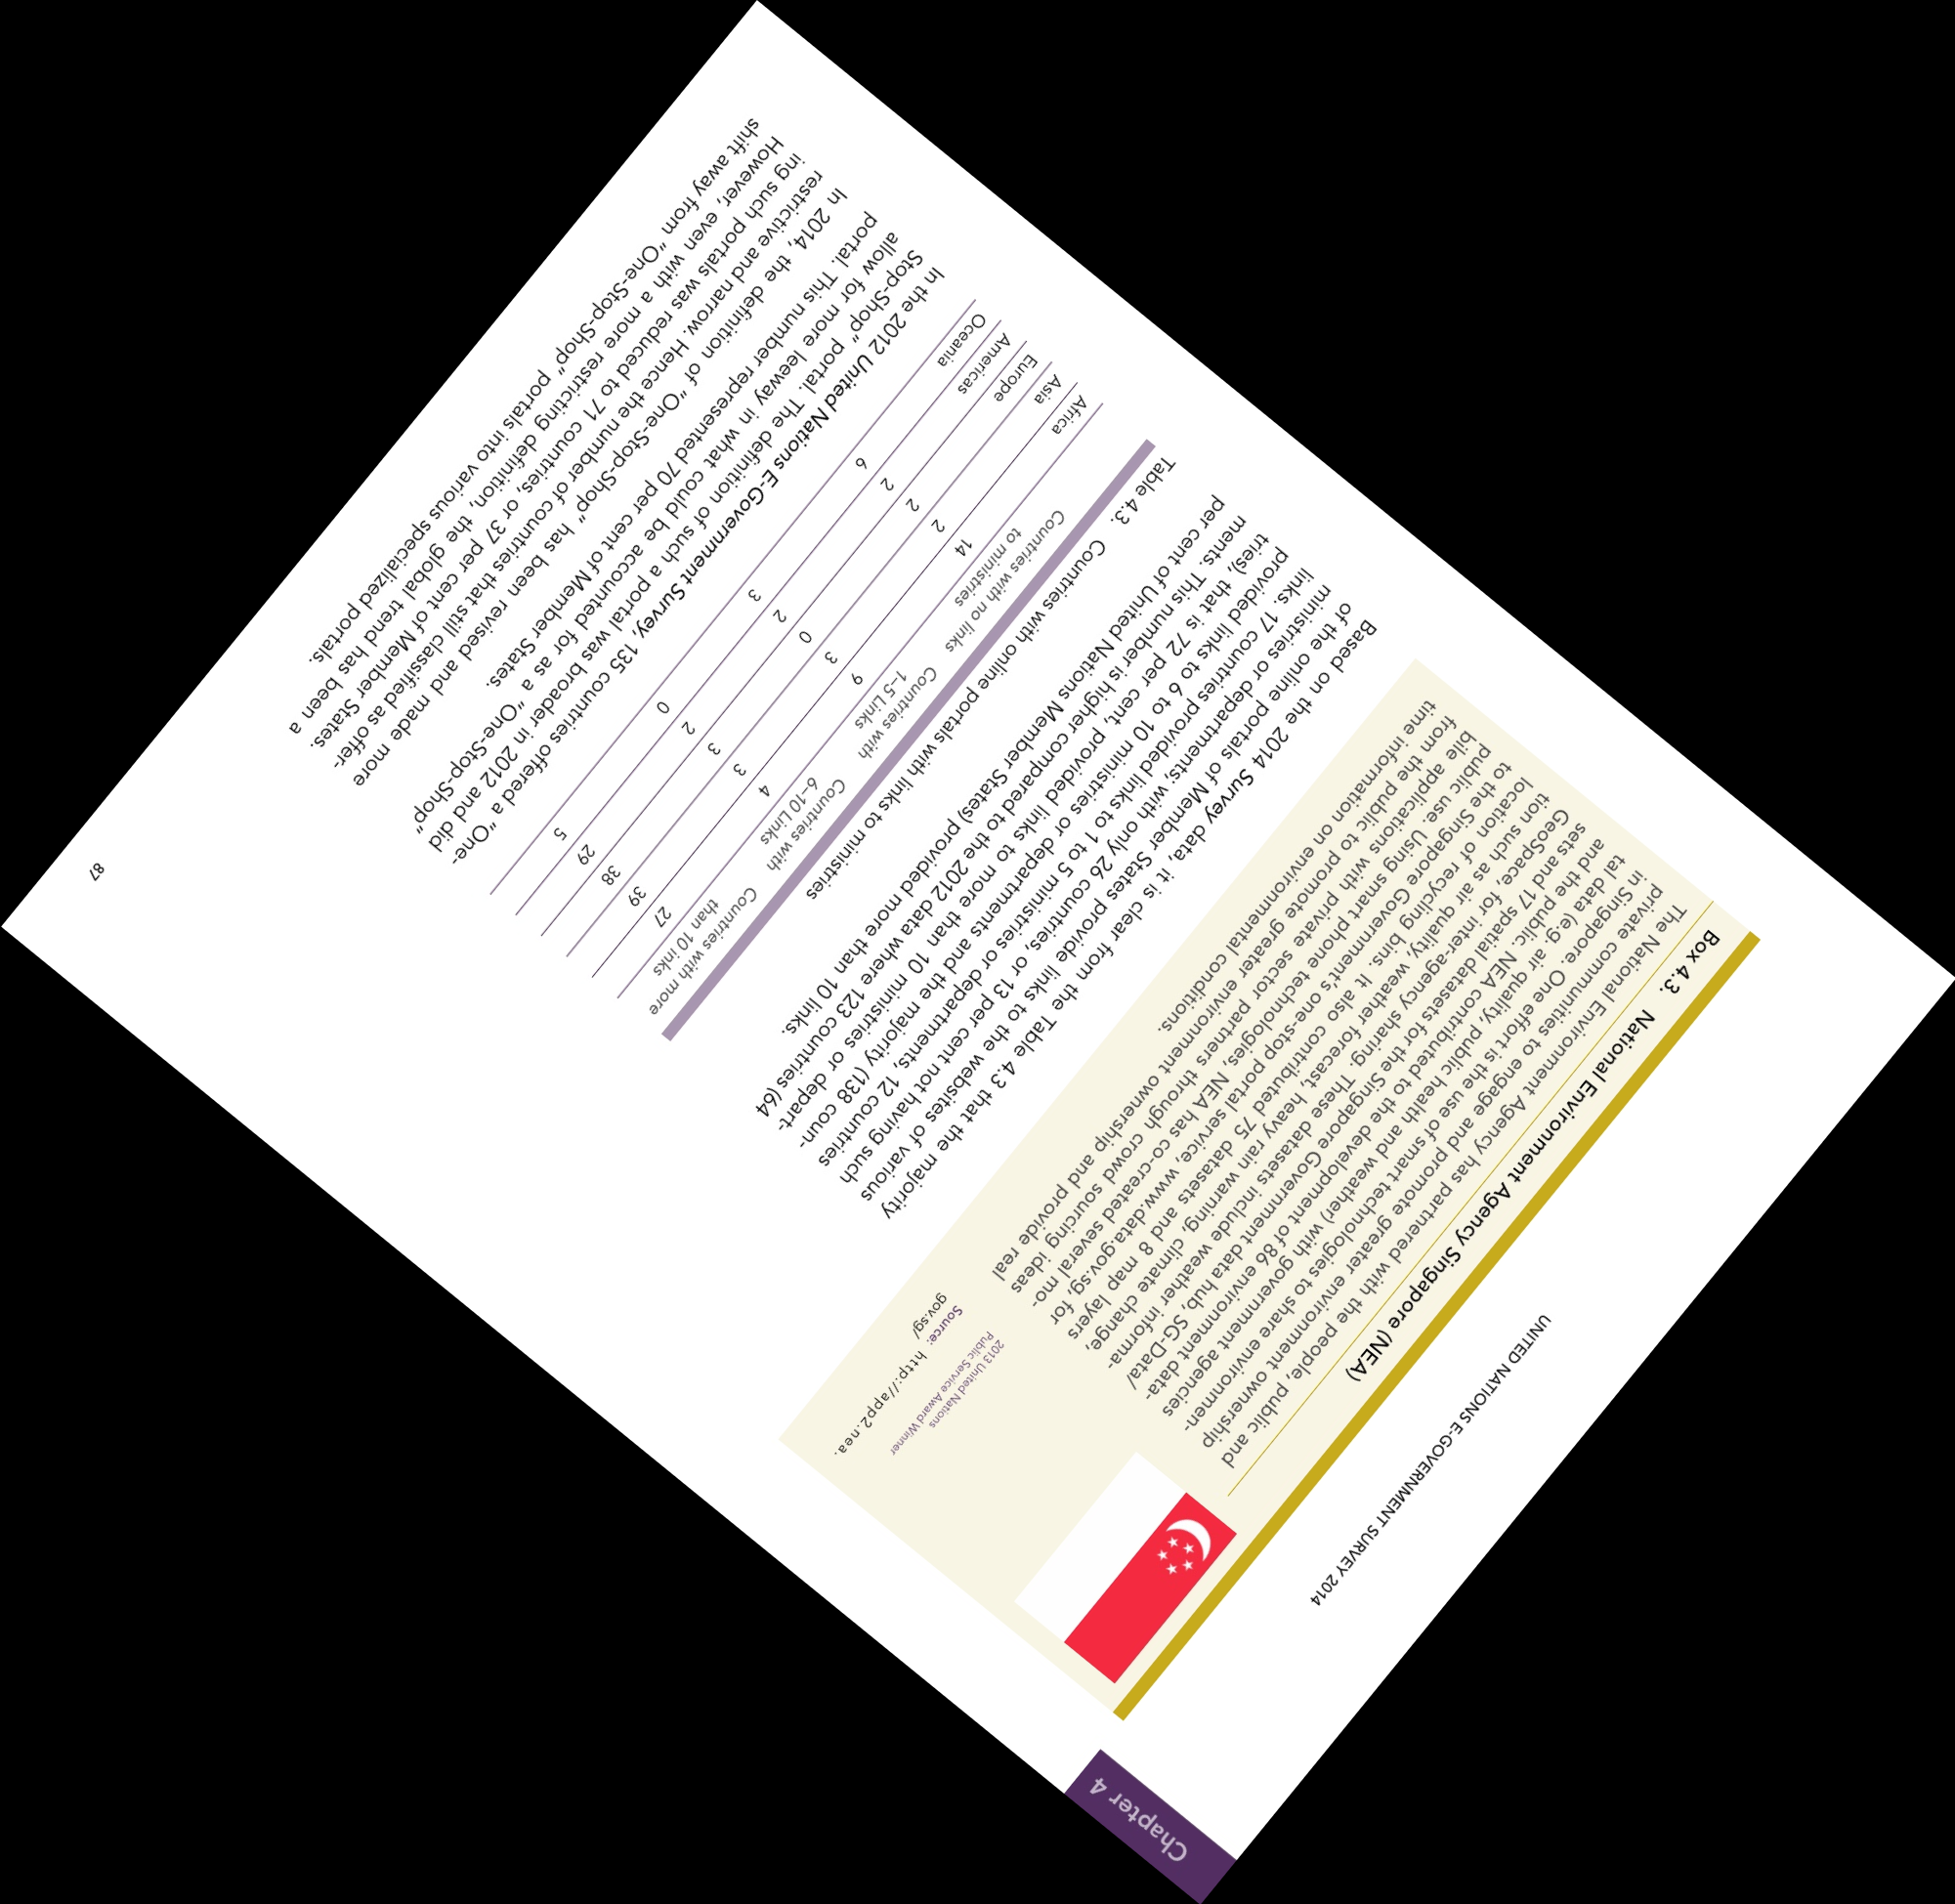 UNITED NATIONS E-GOVERNMENT SURVEY 2014
Chapter 4
Box 4.3. National Environment Agency Singapore (NEA)
The National Environment Agency has partnered with the people, public and
private communities to engage and promote greater environment ownership
in Singapore. One effort is the use of smart technologies to share environmen-
tal data (e.g. air quality, public health and weather) with government agencies
and the public. NEA contributed to the development of 86 environment data-
sets and 17 spatial datasets for the Singapore Government data hub, SG-Data/
GeoSpace, for inter-agency sharing. These datasets include weather informa-
tion such as air quality, weather forecast, heavy rain warning, climate change,
location of recycling bins. It also contributed 75 datasets and 8 map layers
to the Singapore Government's one-stop portal service, www.data.gov.sg, for
public use. Using smart phone technologies, NEA has co-created several mo-
bile applications with private sector partners through crowd sourcing ideas
from the public to promote greater environment ownership and provide real
time information on environmental conditions.
2013 United Nations
Public Service Award Winner
Source: http://app2.nea.
gov.sg/
Based on the 2014 Survey data, it is clear from the Table 4.3 that the majority
of the online portals of Member States provide links to the websites of various
ministries or departments, with only 26 countries, or 13 per cent not having such
links. 17 countries provided links to 1 to 5 ministries or departments, 12 countries
provided links to 6 to 10 ministries or departments and the majority (138 coun-
tries), that is 72 per cent, provided links to more than 10 ministries or depart-
ments. This number is higher compared to the 2012 data where 123 countries (64
per cent of United Nations Member States) provided more than 10 links.
Table 4.3. Countries with online portals with links to ministries
Countries with no links
to ministries
Countries with
1–5 Links
Countries with
6–10 Links
Countries with more
than 10 links
Africa 14 9 4 27
Asia 2 3 3 39
Europe 2 0 3 38
Americas 2 2 2 29
Oceania 6 3 0 5
In the 2012 United Nations E-Government Survey, 135 countries offered a "One-
Stop-Shop" portal. The definition of such a portal was broader in 2012 and did
allow for more leeway in what could be accounted for as a "One-Stop-Shop"
portal. This number represented 70 per cent of Member States.
In 2014, the definition of "One-Stop-Shop" has been revised and made more
restrictive and narrow. Hence the number of countries that still classified as offer-
ing such portals was reduced to 71 countries, or, 37 per cent of Member States.
However, even with a more restricting definition, the global trend has been a
shift away from "One-Stop-Shop" portals into various specialized portals.
87